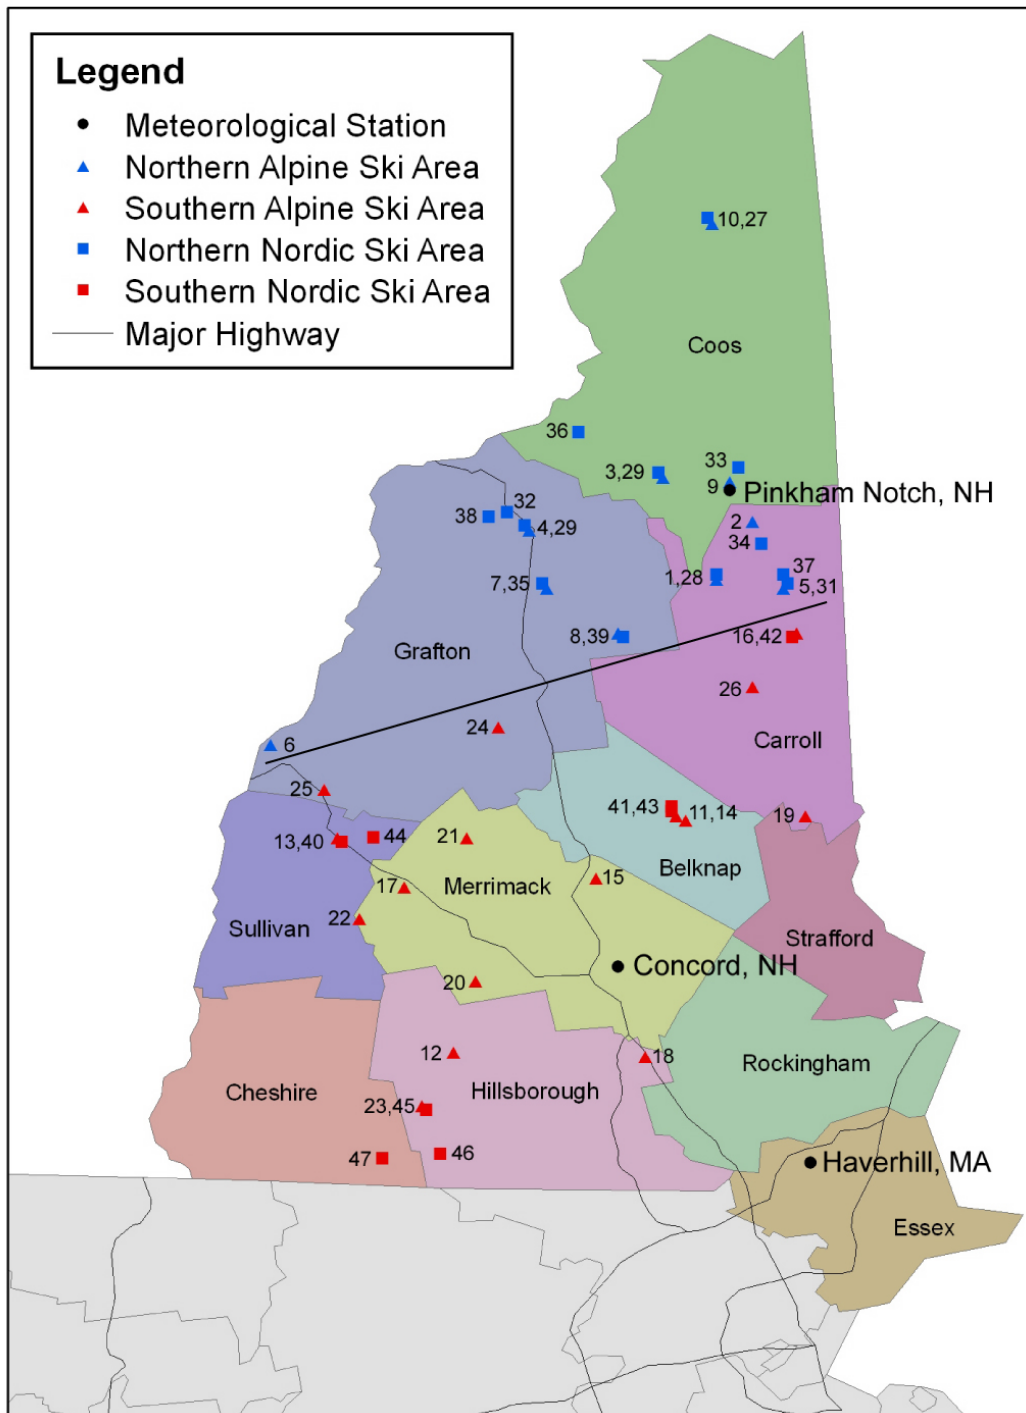 Legend
Meteorological Station
Northern Alpine Ski Area
Southern Alpine Ski Area
Northern Nordic Ski Area
Southern Nordic Ski Area
Major Highway
10,27
Coos
36
3,29
33
9
Pinkham Notch, NH
32
38
4,29
2
34
7,35
1,28
37
5,31
8,39
16,42
Grafton
26
24
Carroll
6
25
41,43
11,14
19
13,40
44
21
15
Belknap
17
Merrimack
22
Sullivan
Strafford
Concord, NH
20
12
18
Rockingham
Cheshire
Hillsborough
23,45
47
46
Haverhill, MA
Essex